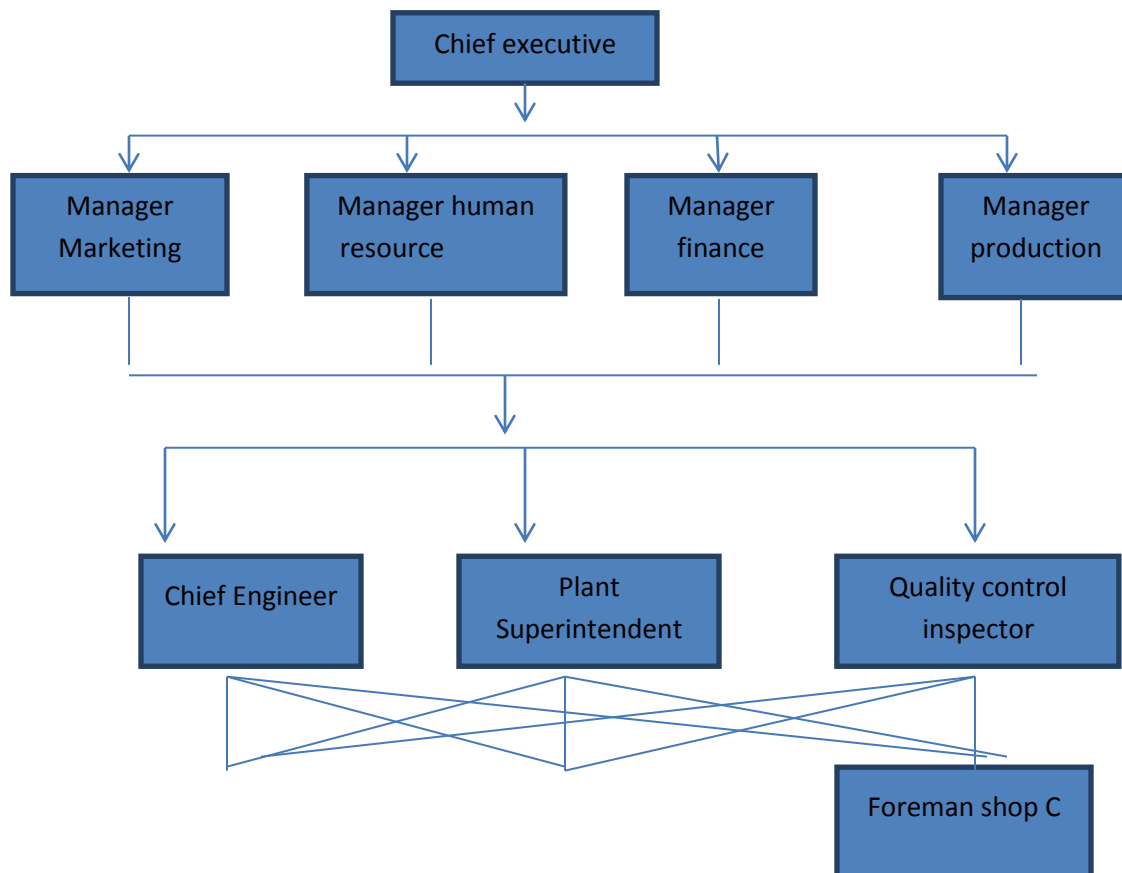 Chief executive
Manager
Marketing
Manager human
resource
Manager
finance
Manager
production
Chief Engineer
Plant
Superintendent
Quality control
inspector
Foreman shop C